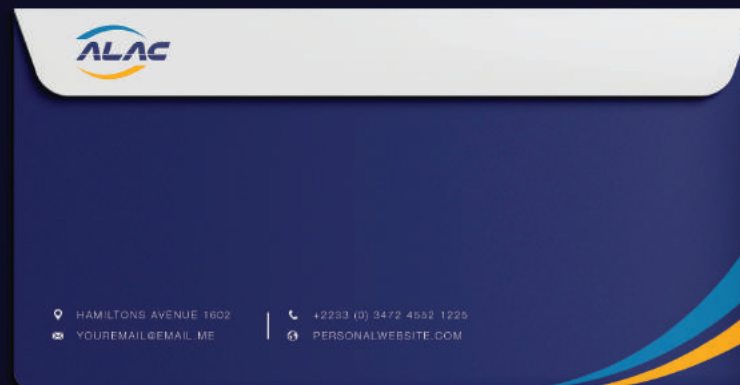 ALAC
HAMILTONS AVENUE 1602
YOUREMAIL@EMAIL.ME
+2233 (0) 3472 4552 1225
PERSONALWEBSITE.COM